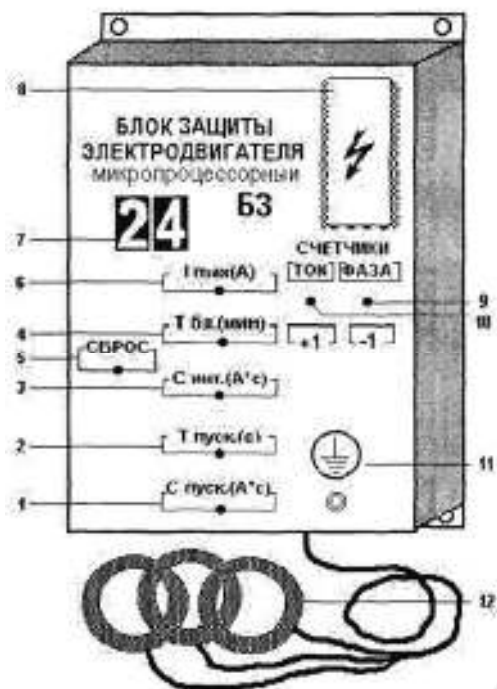 8
БЛОК ЗАЩИТЫ
ЭЛЕКТРОДВИГАТЕЛЯ
микропроцессорный
БЗ
7
24
СЧЕТЧИКИ
ТОК ФАЗА
6
I max(А)
9
10
4
Т бл.(мин)
+1 -1
5
СБРОС
3
С инт.(А*с)
2
Т пуск.(с)
11
1
С пуск.(А*с)
12